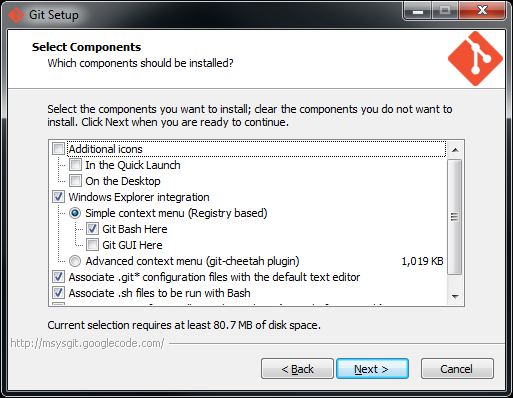 Git Setup
Select Components
Which components should be installed?
Select the components you want to install; clear the components you do not want to
install. Click Next when you are ready to continue.
Additional icons
In the Quick Launch
On the Desktop
Windows Explorer integration
Simple context menu (Registry based)
Git Bash Here
Git GUI Here
Advanced context menu (git-cheetah plugin) 1,019 KB
Associate .git* configuration files with the default text editor
Associate .sh files to be run with Bash
Current selection requires at least 80.7 MB of disk space.
http://msysgit.googlecode.com/
< Back
Next >
Cancel